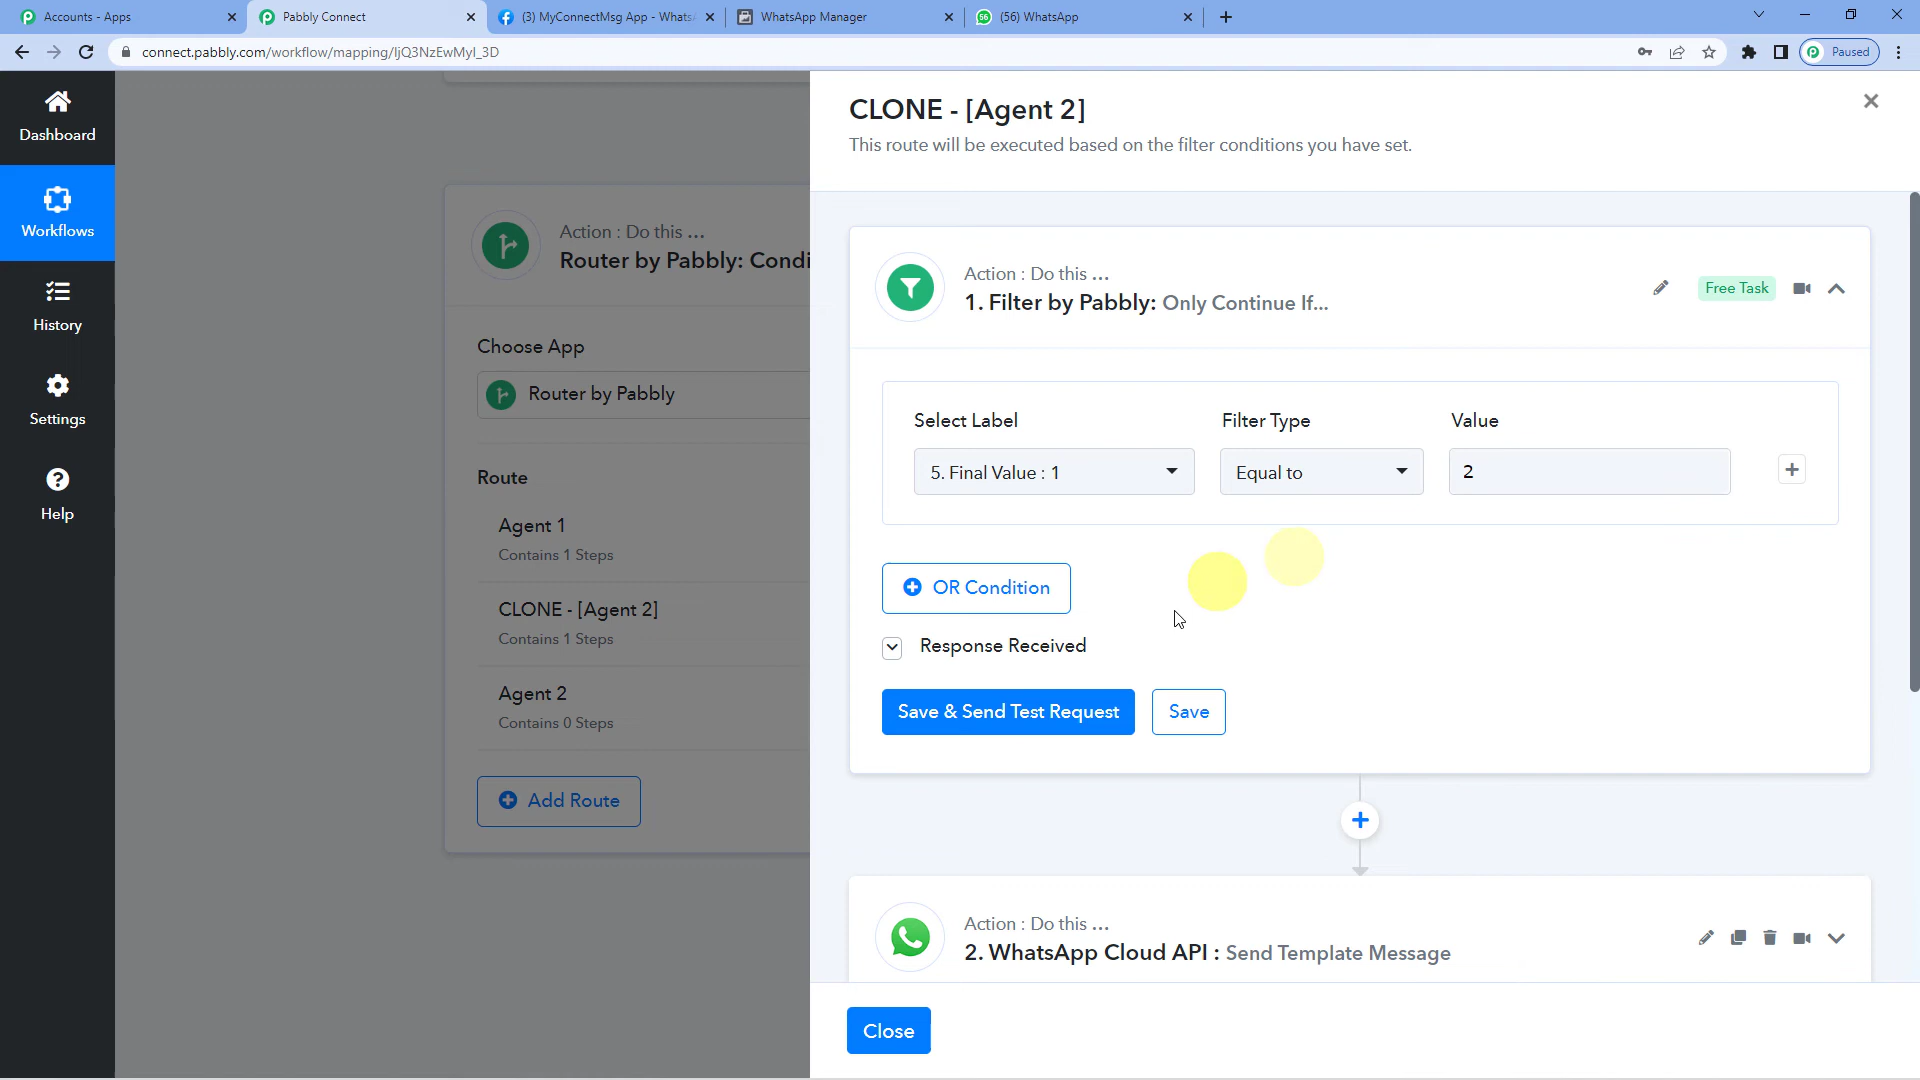 Accounts - Apps
Pabbly Connect
(3) MyConnectMsg App - Whats
WhatsApp Manager
56
(56) WhatsApp
connect.pabbly.com/workflow/mapping/IjQ3NzEwMyI_3D
Paused
Dashboard
Workflows
History
Settings
Help
Action : Do this ...
Router by Pabbly: Condi
Choose App
Router by Pabbly
Route
Agent 1
Contains 1 Steps
CLONE - [Agent 2]
Contains 1 Steps
Agent 2
Contains 0 Steps
Add Route
CLONE - [Agent 2]
This route will be executed based on the filter conditions you have set.
Action : Do this ...
1. Filter by Pabbly: Only Continue If...
Free Task
Select Label
Filter Type
Value
5. Final Value : 1
Equal to
2
OR Condition
Response Received
Save & Send Test Request
Save
Action : Do this ...
2. WhatsApp Cloud API : Send Template Message
Close